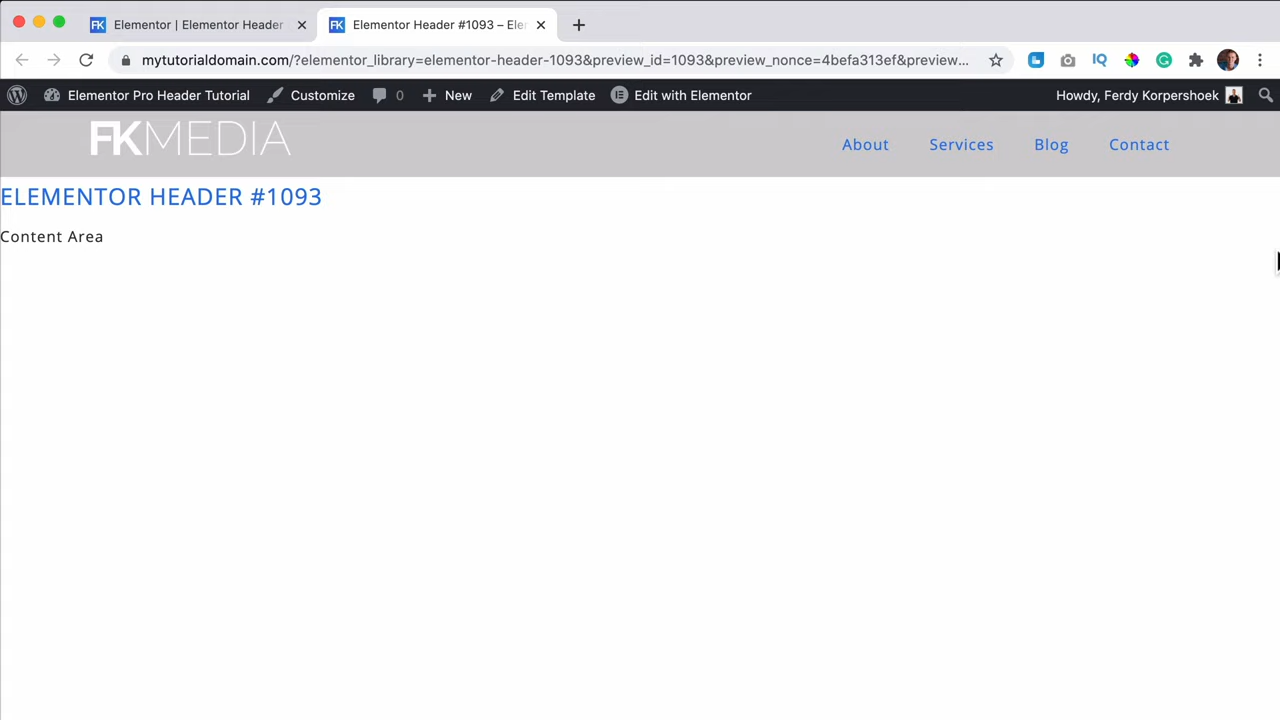 Elementor | Elementor Header
Elementor Header #1093 – Ele
mytutorialdomain.com/?elementor_library=elementor-header-1093&preview_id=1093&preview_nonce=4befa313ef&preview...
Elementor Pro Header Tutorial Customize 0 New Edit Template Edit with Elementor Howdy, Ferdy Korpershoek
FKMEDIA About Services Blog Contact
ELEMENTOR HEADER #1093
Content Area